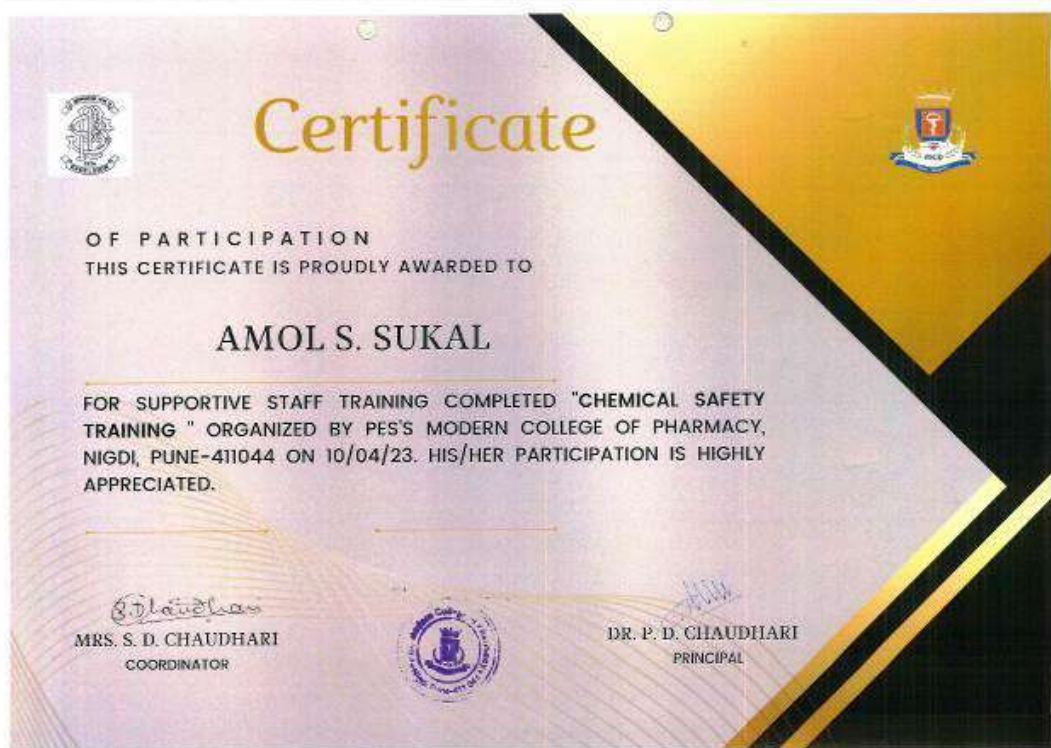 Certificate
OF PARTICIPATION
THIS CERTIFICATE IS PROUDLY AWARDED TO
AMOL S. SUKAL
FOR SUPPORTIVE STAFF TRAINING COMPLETED "CHEMICAL SAFETY
TRAINING " ORGANIZED BY PES'S MODERN COLLEGE OF PHARMACY,
NIGDI, PUNE-411044 ON 10/04/23. HIS/HER PARTICIPATION IS HIGHLY
APPRECIATED.
MRS. S. D. CHAUDHARI
COORDINATOR
DR. P. D. CHAUDHARI
PRINCIPAL